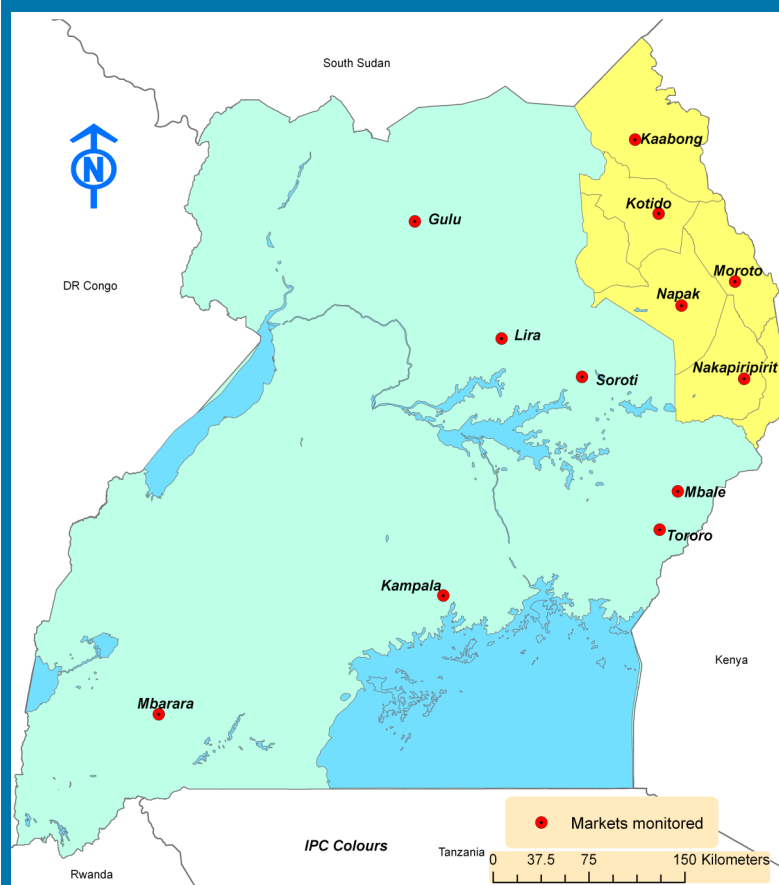 South Sudan
Kaabong
N
Kotido
Gulu
Moroto
DR Congo
Napak
Lira
Nakapiripirit
Soroti
Mbale
Tororo
Kampala
Kenya
Mbarara
Markets monitored
IPC Colours
Tanzania
0 37.5 75 150 Kilometers
Rwanda